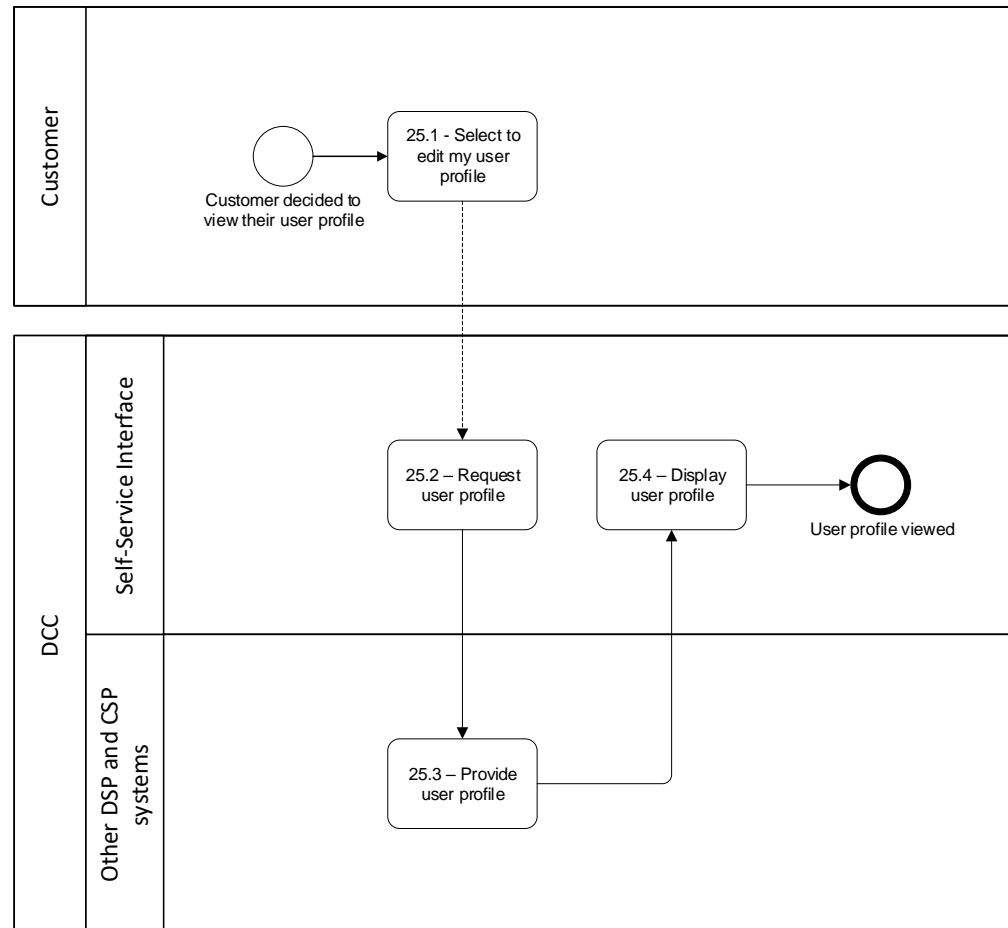 Customer
25.1 - Select to
edit my user
profile
Customer decided to
view their user profile
DCC
Self-Service Interface
25.2 – Request
user profile
25.4 – Display
user profile
User profile viewed
Other DSP and CSP
systems
25.3 – Provide
user profile